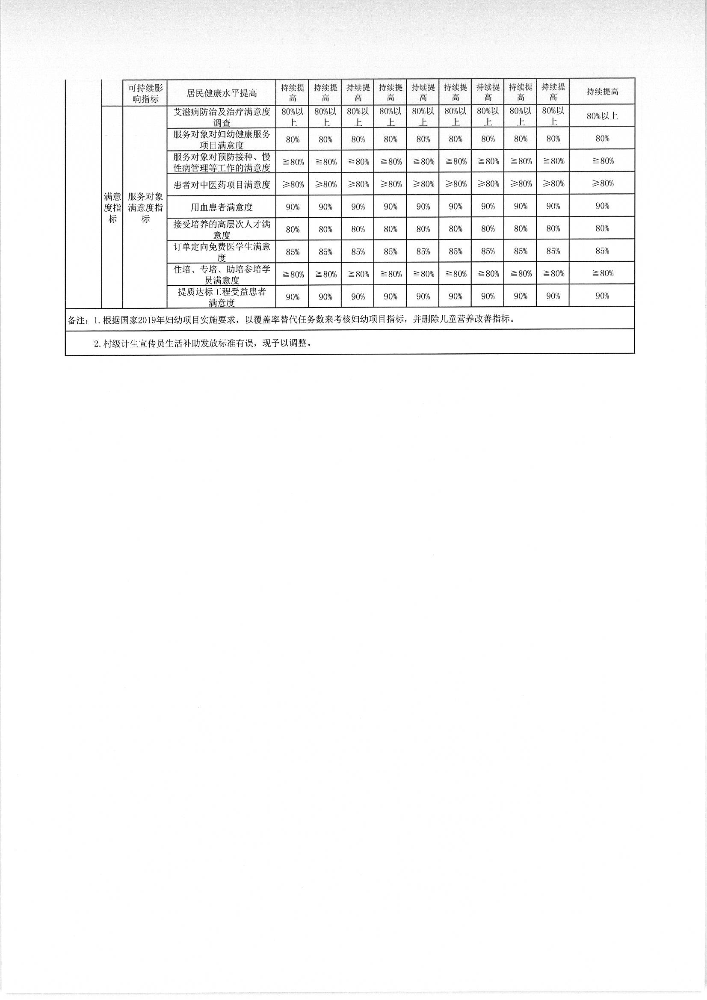 可持续影响指标 居民健康水平提高 持续提高 持续提高 持续提高 持续提高 持续提高 持续提高 持续提高 持续提高 持续提高 持续提高
满意度指标 服务对象满意度指标
艾滋病防治及治疗满意度调查 80%以上 80%以上 80%以上 80%以上 80%以上 80%以上 80%以上 80%以上 80%以上 80%以上
服务对象对妇幼健康服务项目满意度 80% 80% 80% 80% 80% 80% 80% 80% 80% 80%
服务对象对预防接种、慢性病管理等工作的满意度 ≧80% ≧80% ≧80% ≧80% ≧80% ≧80% ≧80% ≧80% ≧80% ≧80%
患者对中医药项目满意度 ≥80% ≥80% ≥80% ≥80% ≥80% ≥80% ≥80% ≥80% ≥80% ≥80%
用血患者满意度 90% 90% 90% 90% 90% 90% 90% 90% 90% 90%
接受培养的高层次人才满意度 80% 80% 80% 80% 80% 80% 80% 80% 80% 80%
订单定向免费医学生满意度 85% 85% 85% 85% 85% 85% 85% 85% 85% 85%
住培、专培、助培参培学员满意度 ≧80% ≧80% ≧80% ≧80% ≧80% ≧80% ≧80% ≧80% ≧80% ≧80%
提质达标工程受益患者满意度 90% 90% 90% 90% 90% 90% 90% 90% 90% 90%
备注：1.根据国家2019年妇幼项目实施要求，以覆盖率替代任务数来考核妇幼项目指标，并删除儿童营养改善指标。
2.村级计生宣传员生活补助发放标准有误，现予以调整。